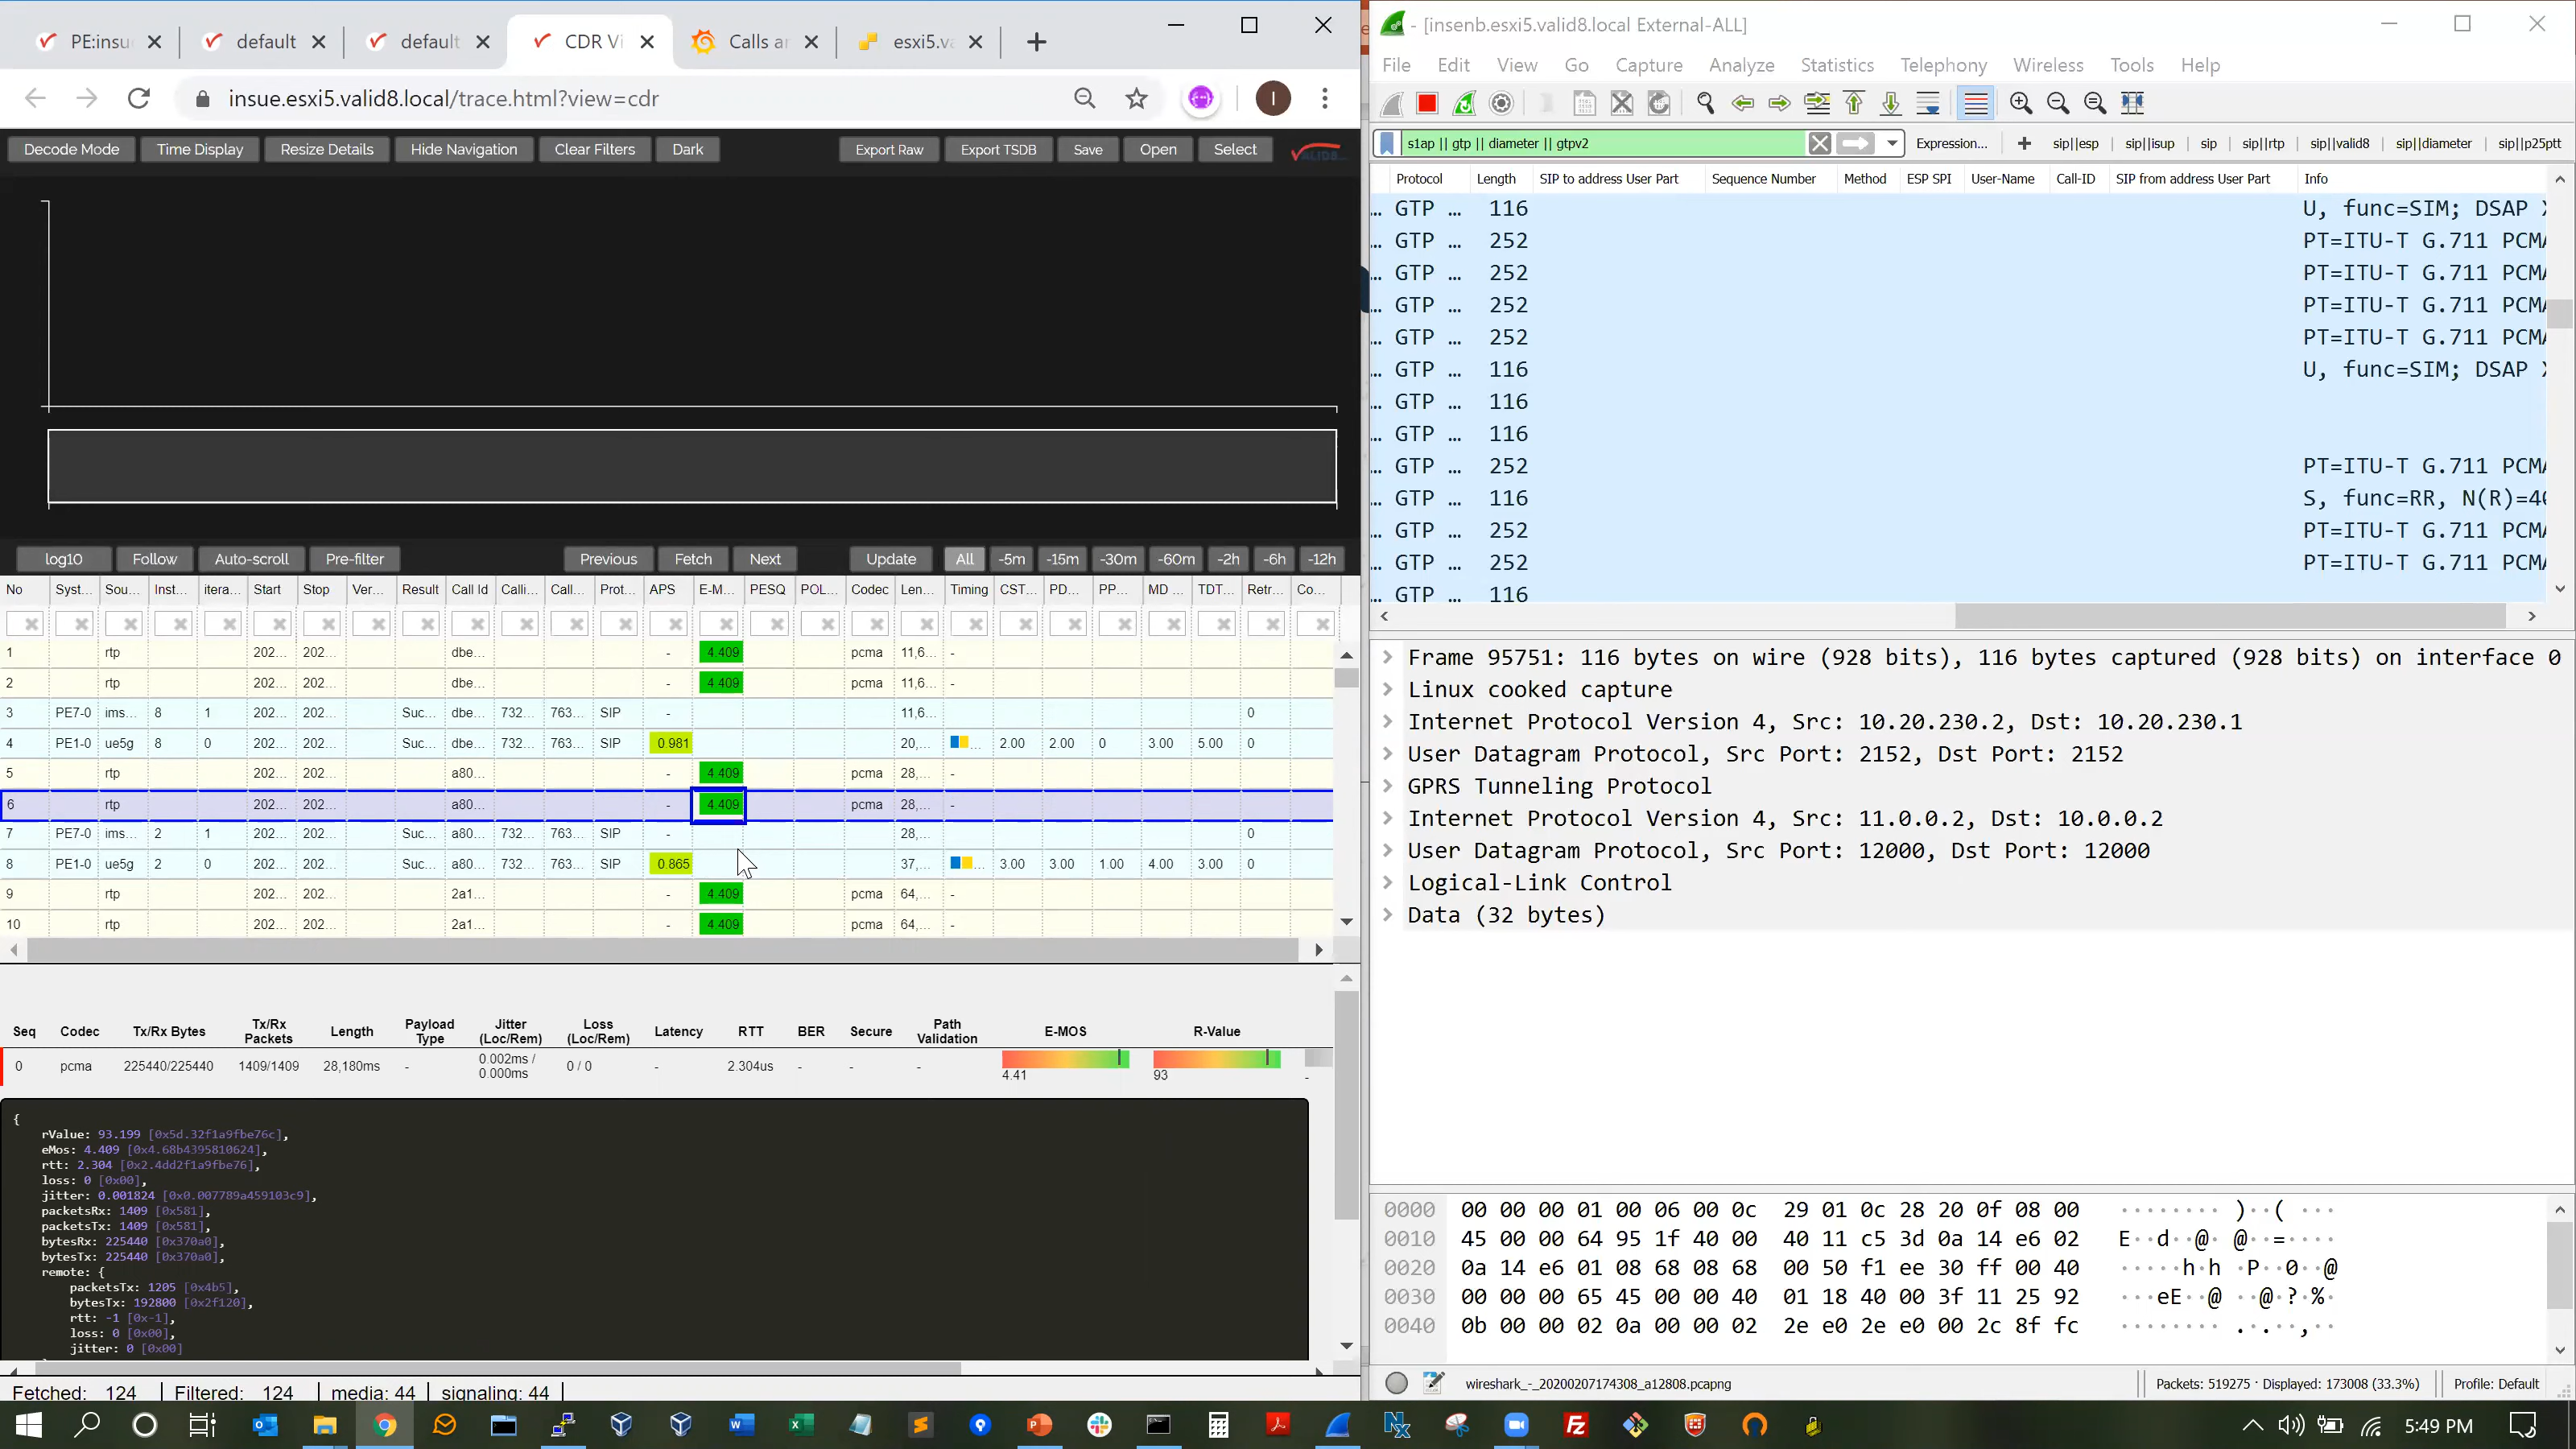 PE:insu
default
default
CDR Vi
Calls ar
esxi5.va
insue.esxi5.valid8.local/trace.html?view=cdr
I
Decode Mode Time Display Resize Details Hide Navigation Clear Filters Dark Export Raw Export TSDB Save Open Select
log10 Follow Auto-scroll Pre-filter Previous Fetch Next Update All -5m -15m -30m -60m -2h -6h -12h
No Syst... Sou... Inst... itera... Start Stop Ver... Result Call Id Calli... Call... Prot... APS E-M... PESQ POL... Codec Len... Timing CST... PD... PP... MD ... TDT... Retr... Co...
1 rtp 202... 202... dbe... - 4.409 pcma 11,6... -
2 rtp 202... 202... dbe... - 4.409 pcma 11,6... -
3 PE7-0 ims... 8 1 202... 202... Suc... dbe... 732... 763... SIP - 11,6... 0
4 PE1-0 ue5g 8 0 202... 202... Suc... dbe... 732... 763... SIP 0.981 20,... ... 2.00 2.00 0 3.00 5.00 0
5 rtp 202... 202... a80... - 4.409 pcma 28,... -
6 rtp 202... 202... a80... - 4.409 pcma 28,... -
7 PE7-0 ims... 2 1 202... 202... Suc... a80... 732... 763... SIP - 28,... 0
8 PE1-0 ue5g 2 0 202... 202... Suc... a80... 732... 763... SIP 0.865 37,... ... 3.00 3.00 1.00 4.00 3.00 0
9 rtp 202... 202... 2a1... - 4.409 pcma 64,... -
10 rtp 202... 202... 2a1... - 4.409 pcma 64,... -
Seq Codec Tx/Rx Bytes Tx/Rx Packets Length Payload Type Jitter (Loc/Rem) Loss (Loc/Rem) Latency RTT BER Secure Path Validation E-MOS R-Value
0 pcma 225440/225440 1409/1409 28,180ms - 0.002ms / 0.000ms 0 / 0 - 2.304us - - - 4.41 93 -
{
rValue: 93.199 [0x5d.32f1a9fbe76c],
eMos: 4.409 [0x4.68b4395810624],
rtt: 2.304 [0x2.4dd2f1a9fbe76],
loss: 0 [0x00],
jitter: 0.001824 [0x0.007789a459103c9],
packetsRx: 1409 [0x581],
packetsTx: 1409 [0x581],
bytesRx: 225440 [0x370a0],
bytesTx: 225440 [0x370a0],
remote: {
packetsTx: 1205 [0x4b5],
bytesTx: 192800 [0x2f120],
rtt: -1 [0x-1],
loss: 0 [0x00],
jitter: 0 [0x00]
Fetched: 124 | Filtered: 124 | media: 44 | signaling: 44 |
- [insenb.esxi5.valid8.local External-ALL]
File Edit View Go Capture Analyze Statistics Telephony Wireless Tools Help
s1ap || gtp || diameter || gtpv2
Expression... + sip||esp sip||isup sip sip||rtp sip||valid8 sip||diameter sip||p25ptt
Protocol Length SIP to address User Part Sequence Number Method ESP SPI User-Name Call-ID SIP from address User Part Info
... GTP ... 116 U, func=SIM; DSAP
... GTP ... 252 PT=ITU-T G.711 PCMA
... GTP ... 252 PT=ITU-T G.711 PCMA
... GTP ... 252 PT=ITU-T G.711 PCMA
... GTP ... 252 PT=ITU-T G.711 PCMA
... GTP ... 116 U, func=SIM; DSAP
... GTP ... 116
... GTP ... 116
... GTP ... 252 PT=ITU-T G.711 PCMA
... GTP ... 116 S, func=RR, N(R)=40
... GTP ... 252 PT=ITU-T G.711 PCMA
... GTP ... 252 PT=ITU-T G.711 PCMA
... GTP ... 116
Frame 95751: 116 bytes on wire (928 bits), 116 bytes captured (928 bits) on interface 0
Linux cooked capture
Internet Protocol Version 4, Src: 10.20.230.2, Dst: 10.20.230.1
User Datagram Protocol, Src Port: 2152, Dst Port: 2152
GPRS Tunneling Protocol
Internet Protocol Version 4, Src: 11.0.0.2, Dst: 10.0.0.2
User Datagram Protocol, Src Port: 12000, Dst Port: 12000
Logical-Link Control
Data (32 bytes)
0000 00 00 00 01 00 06 00 0c 29 01 0c 28 20 0f 08 00 ········ )··( ···
0010 45 00 00 64 95 1f 40 00 40 11 c5 3d 0a 14 e6 02 E··d··@· @··=····
0020 0a 14 e6 01 08 68 08 68 00 50 f1 ee 30 ff 00 40 ·····h·h ·P··0··@
0030 00 00 00 65 45 00 00 40 01 18 40 00 3f 11 25 92 ···eE··@ ··@·?·%·
0040 0b 00 00 02 0a 00 00 02 2e e0 2e e0 00 2c 8f fc ········ .·.··,··
wireshark_-_20200207174308_a12808.pcapng
Packets: 519275 · Displayed: 173008 (33.3%)
Profile: Default
5:49 PM